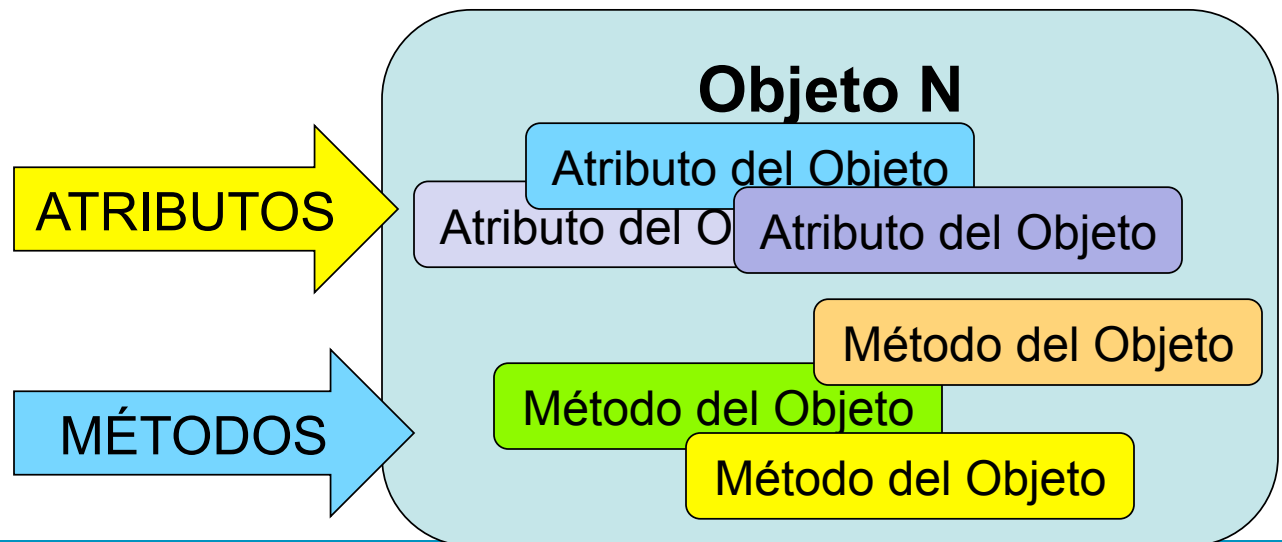 Objeto N
Atributo del Objeto
ATRIBUTOS
Atributo del O
Atributo del Objeto
Método del Objeto
Método del Objeto
MÉTODOS
Método del Objeto